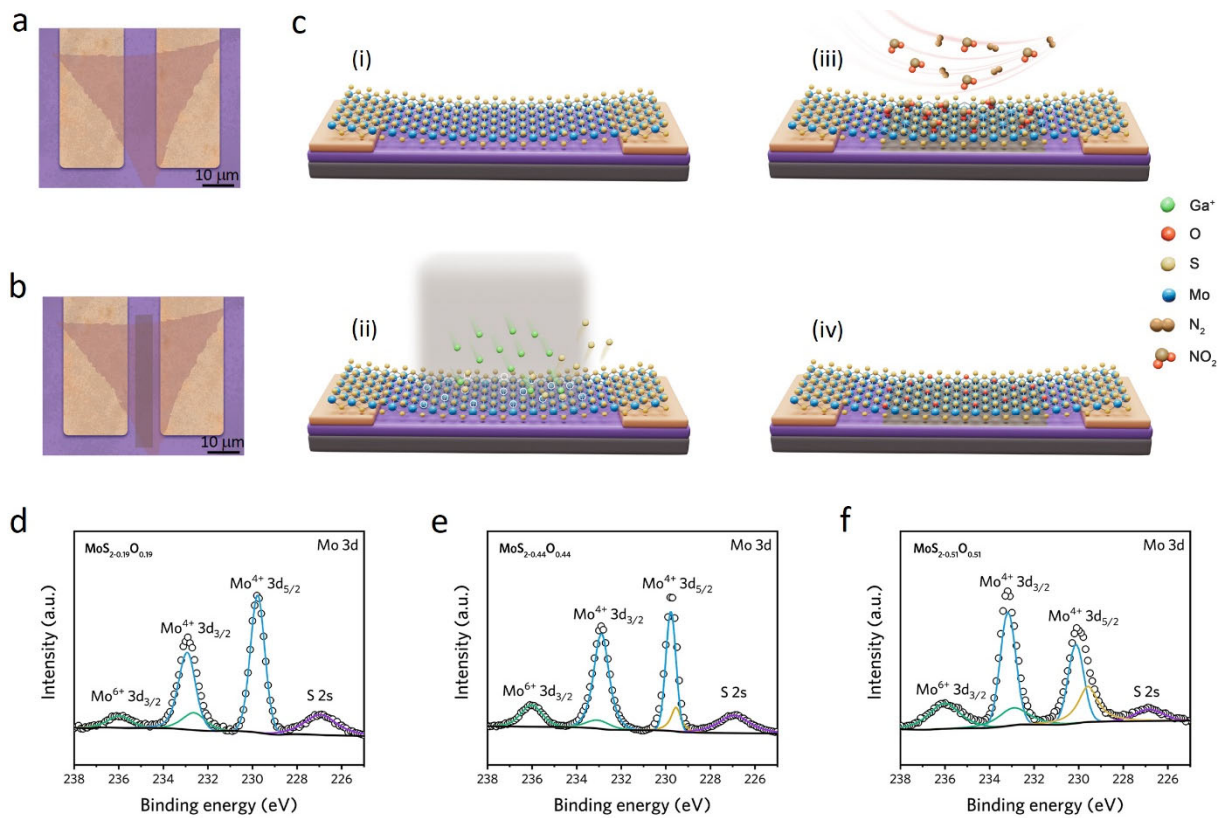 a
10 μm
b
10 μm
c
(i)
(iii)
(ii)
(iv)
Ga⁺
O
S
Mo
N₂
NO₂
d
MoS₂₋₀.₁₉O₀.₁₉
Mo 3d
Mo⁴⁺ 3d₅/₂
Mo⁴⁺ 3d₃/₂
Mo⁶⁺ 3d₃/₂
S 2s
Intensity (a.u.)
238 236 234 232 230 228 226
Binding energy (eV)
e
MoS₂₋₀.₄₄O₀.₄₄
Mo 3d
Mo⁴⁺ 3d₅/₂
Mo⁴⁺ 3d₃/₂
Mo⁶⁺ 3d₃/₂
S 2s
Intensity (a.u.)
238 236 234 232 230 228 226
Binding energy (eV)
f
MoS₂₋₀.₅₁O₀.₅₁
Mo 3d
Mo⁴⁺ 3d₃/₂
Mo⁴⁺ 3d₅/₂
Mo⁶⁺ 3d₃/₂
S 2s
Intensity (a.u.)
238 236 234 232 230 228 226
Binding energy (eV)